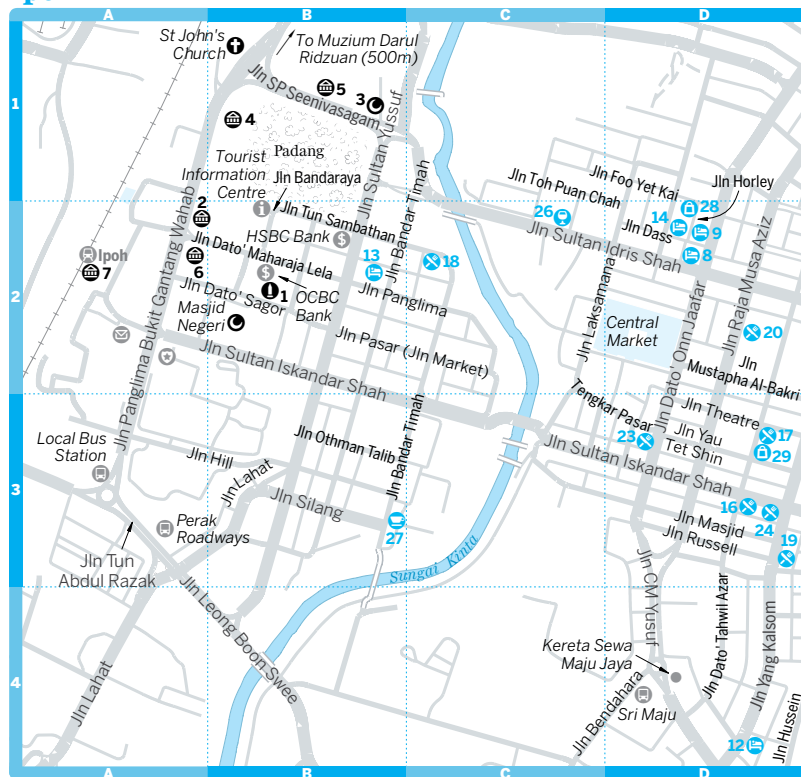 A
B
C
D
1
2
3
4
St John's
Church
To Muzium Darul
Ridzuan (500m)
5
3
4
Jln SP Seenivasagam
Padang
Jln Sultan Yussuf
Tourist
Information
Centre
Jln Bandaraya
Jln Tun Sambathan
Jln Bandar Timah
Jln Foo Yet Kai
Jln Horley
Jln Toh Puan Chah
28
26
14
Jln Dass
9
8
Jln Sultan Idris Shah
2
HSBC Bank
Jln Dato' Maharaja Lela
13
18
Ipoh
7
6
1
OCBC
Bank
Jln Dato' Sagor
Masjid
Negeri
Jln Panglima
Jln Pasar (Jln Market)
Jln Panglima Bukit Gantang Wahab
Jln Sultan Iskandar Shah
Jln Laksamana
Central
Market
Jln Dato' Onn Jaafar
Jln Raja Musa Aziz
20
Jln
Mustapha Al-Bakri
Tengkar Pasar
Jln Theatre
17
Jln Yau
Tet Shin
23
29
Jln Sultan Iskandar Shah
Local Bus
Station
Jln Hill
Jln Lahat
Jln Othman Talib
Jln Bandar Timah
Jln Silang
27
Perak
Roadways
Jln Tun
Abdul Razak
16
24
Jln Masjid
Jln Russell
19
Sungai Kinta
Jln Leong Boon Swee
Jln Lahat
Jln CM Yusuf
Jln Dato' Tahwil Azar
Jln Yang Kalsom
Kereta Sewa
Maju Jaya
Sri Maju
Jln Bendahara
12
Jln Hussein
A
B
C
D
1
2
3
4